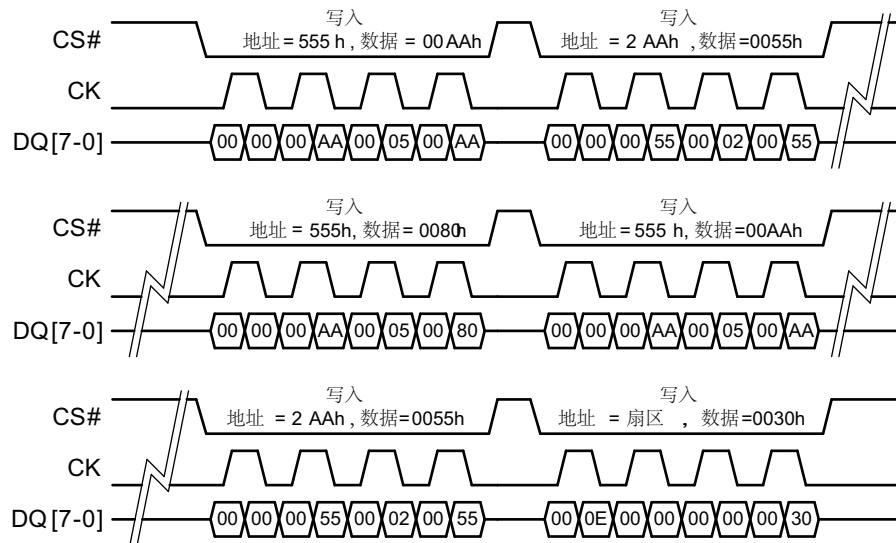 写入 写入
CS# 地址 = 555 h , 数据 = 00 AAh 地址 = 2 AAh , 数据=0055h
CK
DQ[7-0] 00 00 00 AA 00 05 00 AA 00 00 00 55 00 02 00 55
写入 写入
CS# 地址 = 555h, 数据= 0080h 地址 = 555 h, 数据=00AAh
CK
DQ[7-0] 00 00 00 AA 00 05 00 80 00 00 00 AA 00 05 00 AA
写入 写入
CS# 地址 = 2 AAh , 数据=0055h 地址 = 扇区 , 数据=0030h
CK
DQ[7-0] 00 00 00 55 00 02 00 55 00 0E 00 00 00 00 00 30